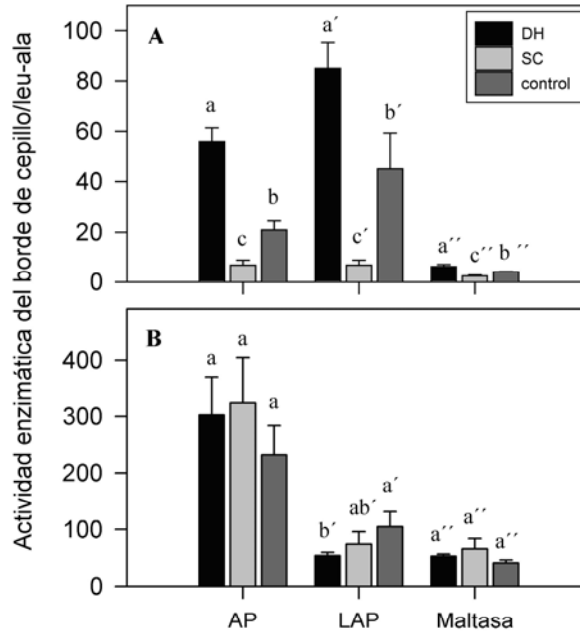 Actividad enzimática del borde de cepillo/leu-ala
A
DH
SC
control
100
80
60
40
20
0
a
c
b
a´
c´
b´
a´´
c´´
b ´´
B
400
300
200
100
0
a
a
a
b´
ab´
a´
a´´
a´´
a´´
AP
LAP
Maltasa